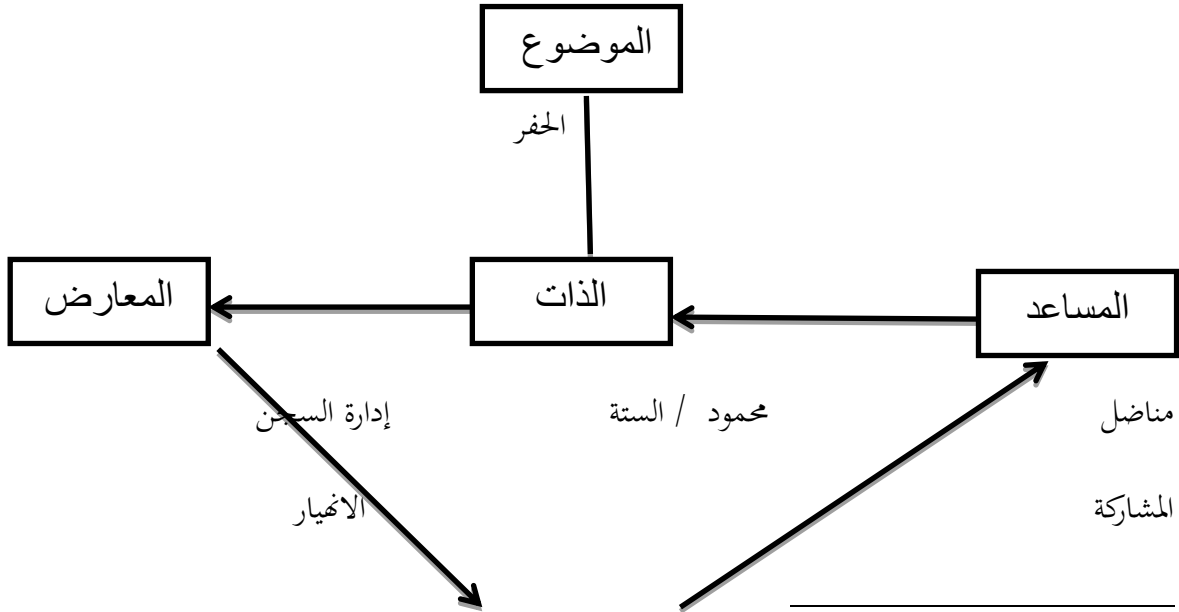 الموضوع
الحفر
المساعد
الذات
المعارض
مناضل
محمود / الستة
إدارة السجن
المشاركة
الانهيار